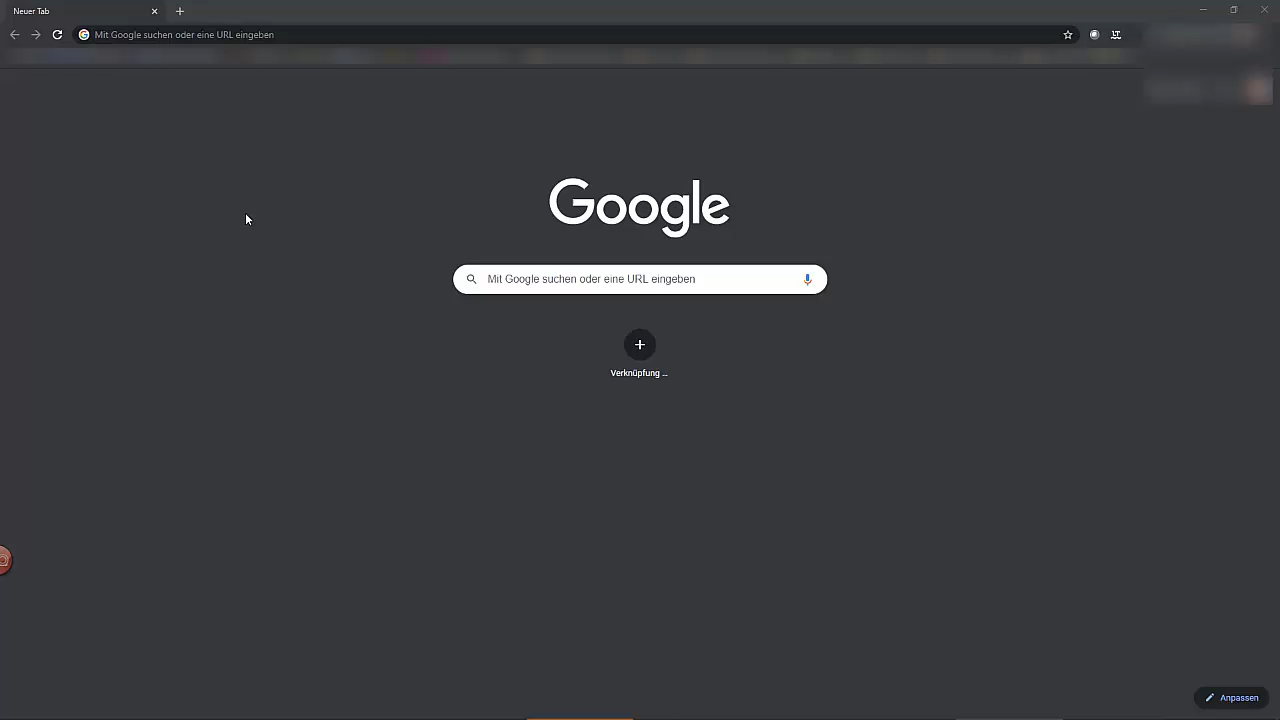 Neuer Tab
Mit Google suchen oder eine URL eingeben
Google
Mit Google suchen oder eine URL eingeben
Verknüpfung ...
Anpassen